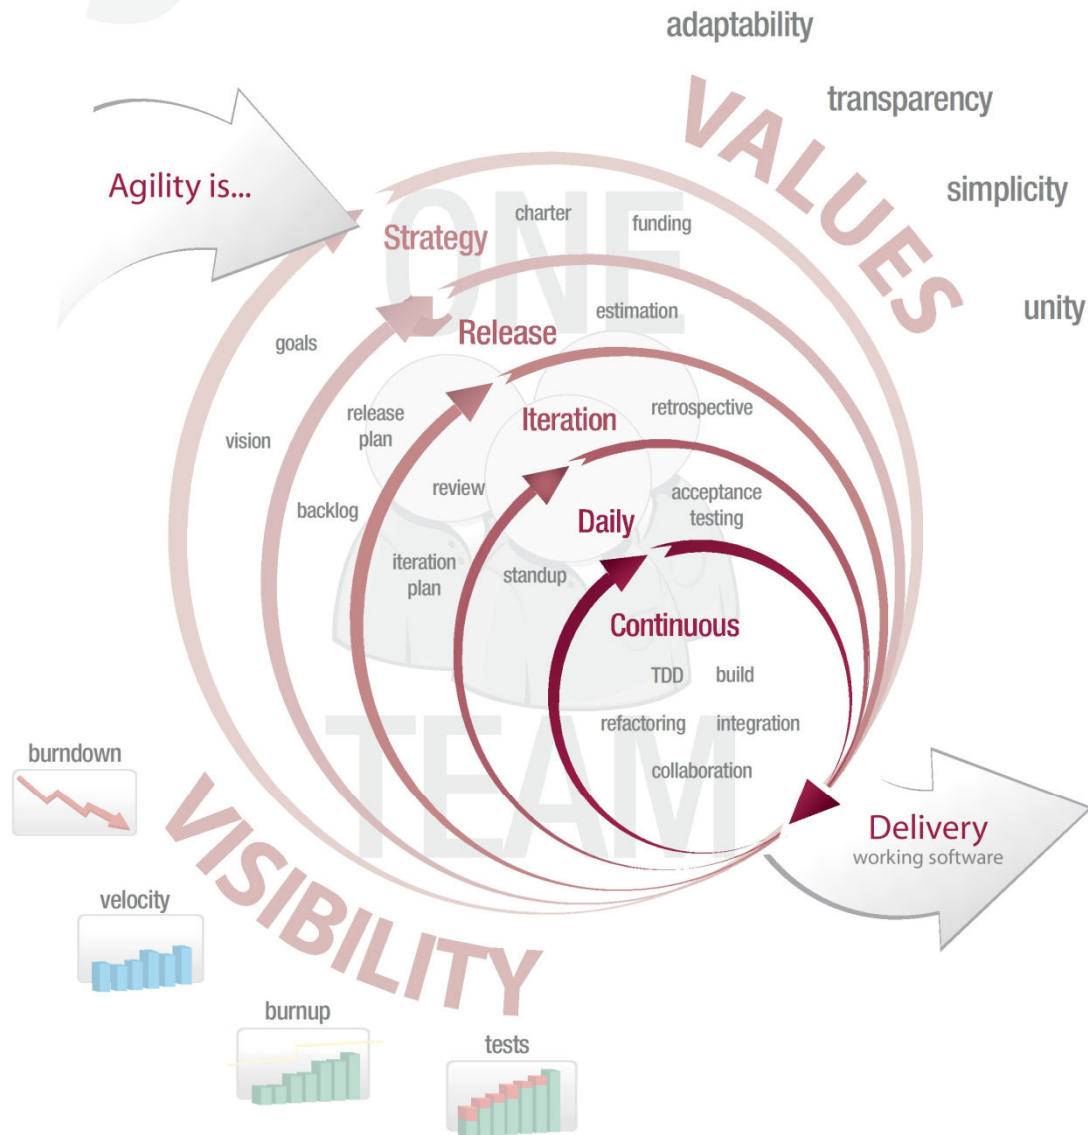 adaptability
VALUES
transparency
simplicity
unity
Agility is...
ONE
TEAM
Strategy
charter
funding
goals
vision
Release
estimation
release
plan
backlog
Iteration
retrospective
review
iteration
plan
Daily
acceptance
testing
standup
Continuous
TDD
build
refactoring
integration
collaboration
Delivery
working software
VISIBILITY
burndown
velocity
burnup
tests